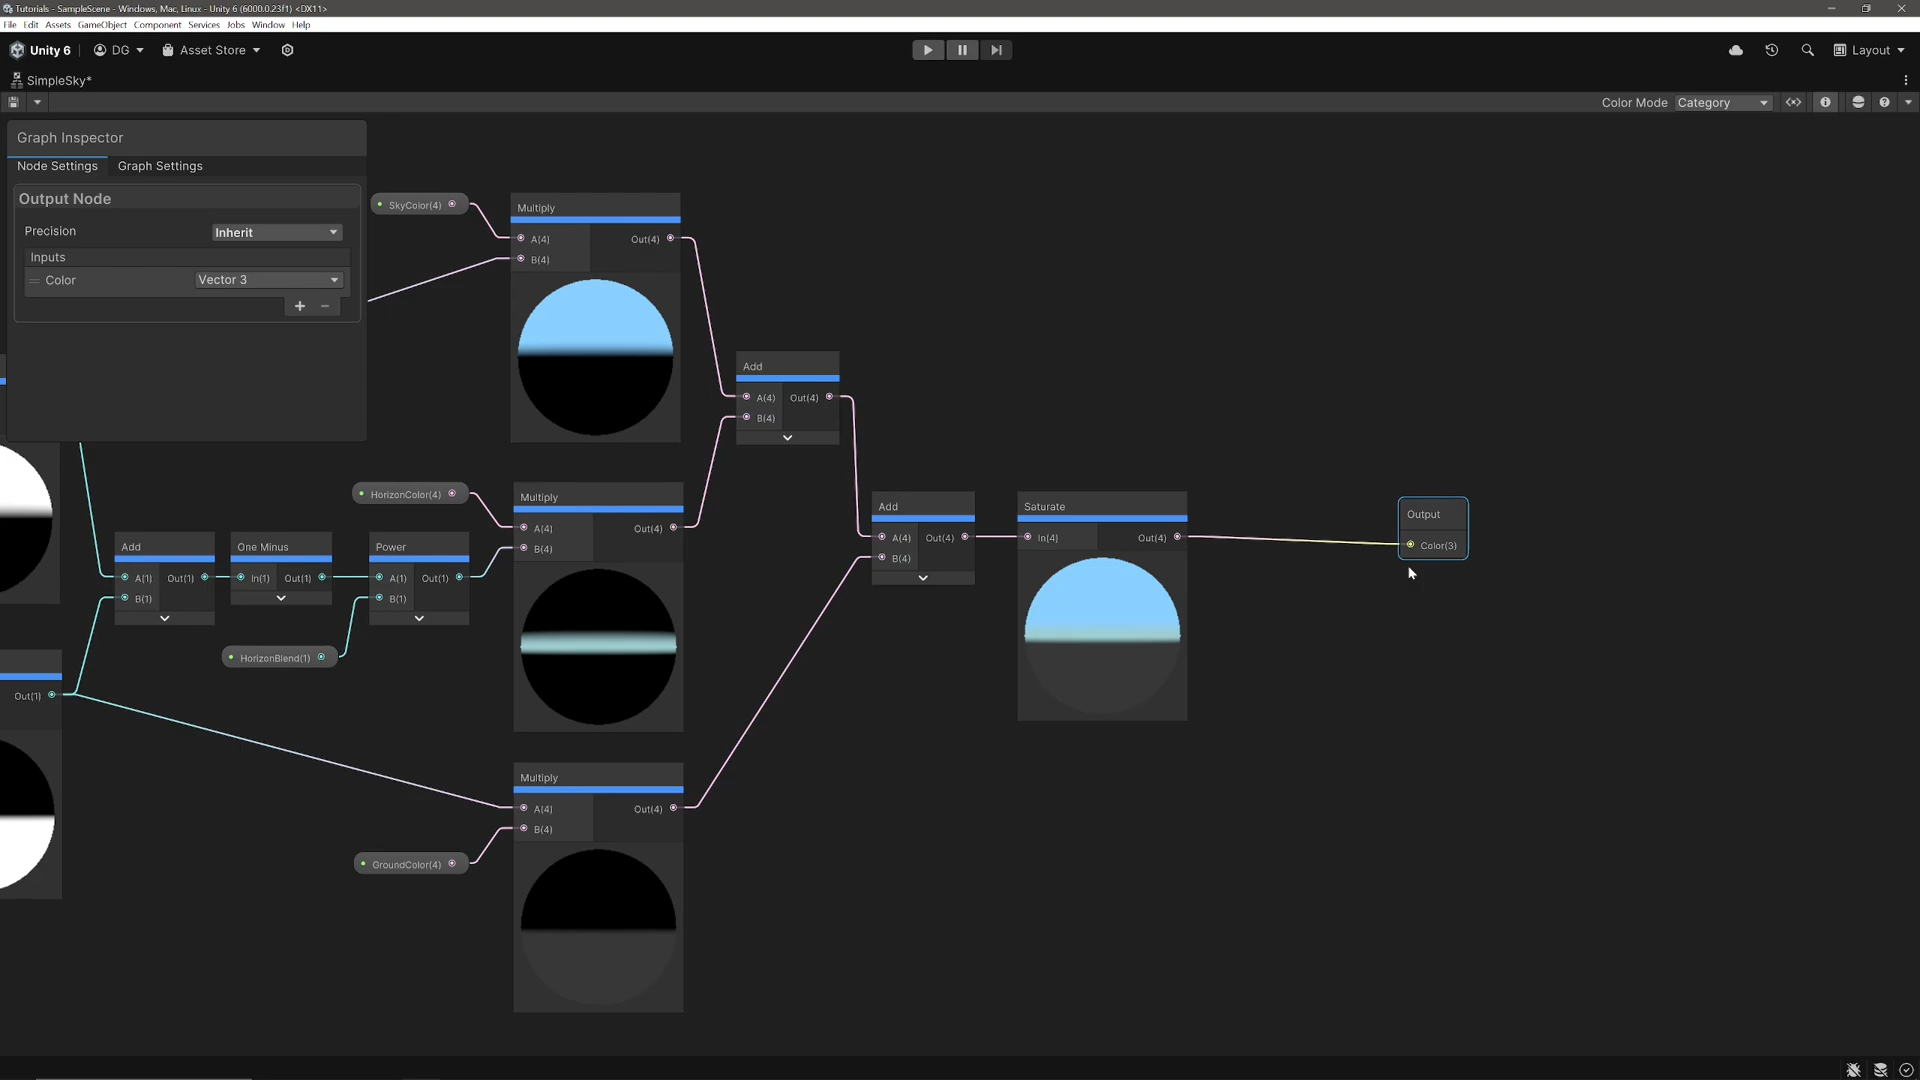 Tutorials - SampleScene - Windows, Mac, Linux - Unity 6 (6000.0.23f1) <DX11>
File Edit Assets GameObject Component Services Jobs Window Help
Unity 6 DG Asset Store Layout
SimpleSky*
Color Mode Category
Graph Inspector
Node Settings Graph Settings
Output Node
Precision Inherit
Inputs
Color Vector 3
+ −
SkyColor(4)
Multiply
A(4) Out(4)
B(4)
Add
A(4) Out(4)
B(4)
HorizonColor(4)
Multiply
A(4) Out(4)
B(4)
Add
A(4) Out(4)
B(4)
Saturate
In(4) Out(4)
Output
Color(3)
Add
A(1) Out(1)
B(1)
One Minus
In(1) Out(1)
Power
A(1) Out(1)
B(1)
HorizonBlend(1)
Out(1)
Multiply
A(4) Out(4)
B(4)
GroundColor(4)